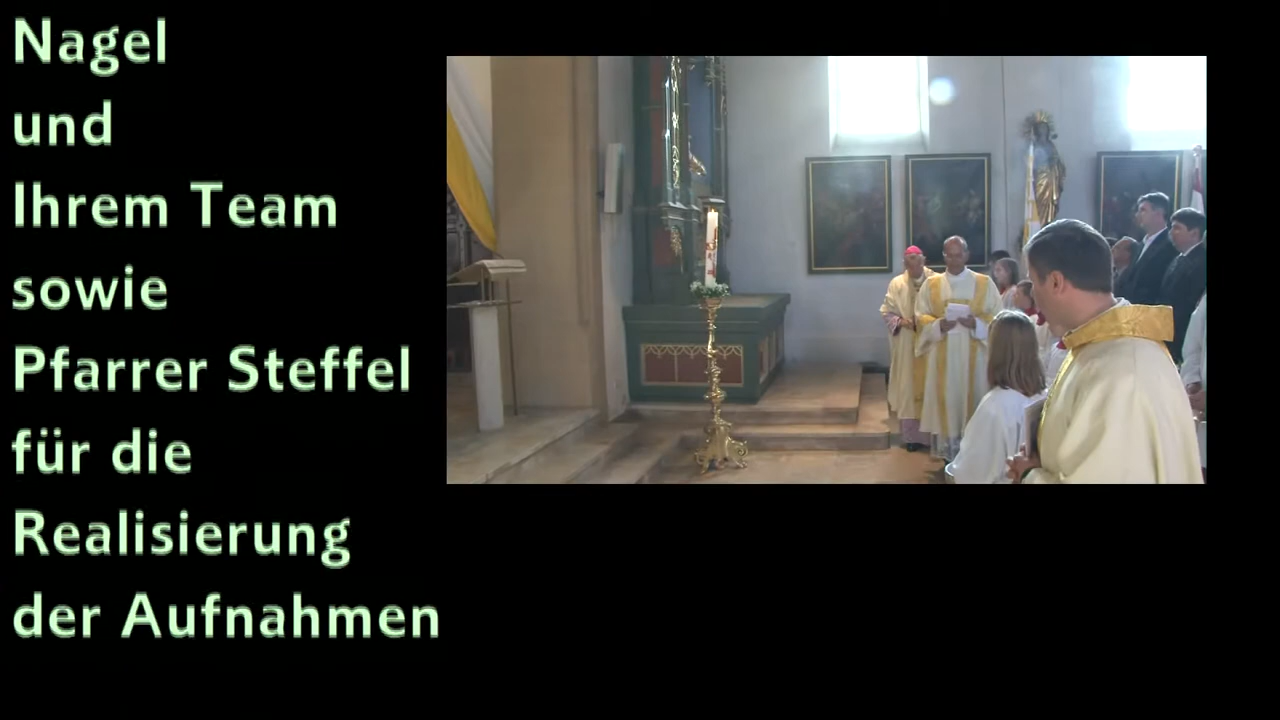 Nagel
und
Ihrem Team
sowie
Pfarrer Steffel
für die
Realisierung
der Aufnahmen